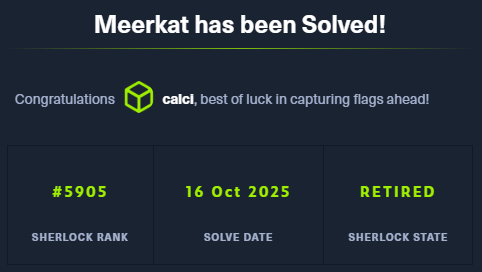 Meerkat has been Solved!
Congratulations calci, best of luck in capturing flags ahead!
#5905 16 Oct 2025 RETIRED
SHERLOCK RANK SOLVE DATE SHERLOCK STATE